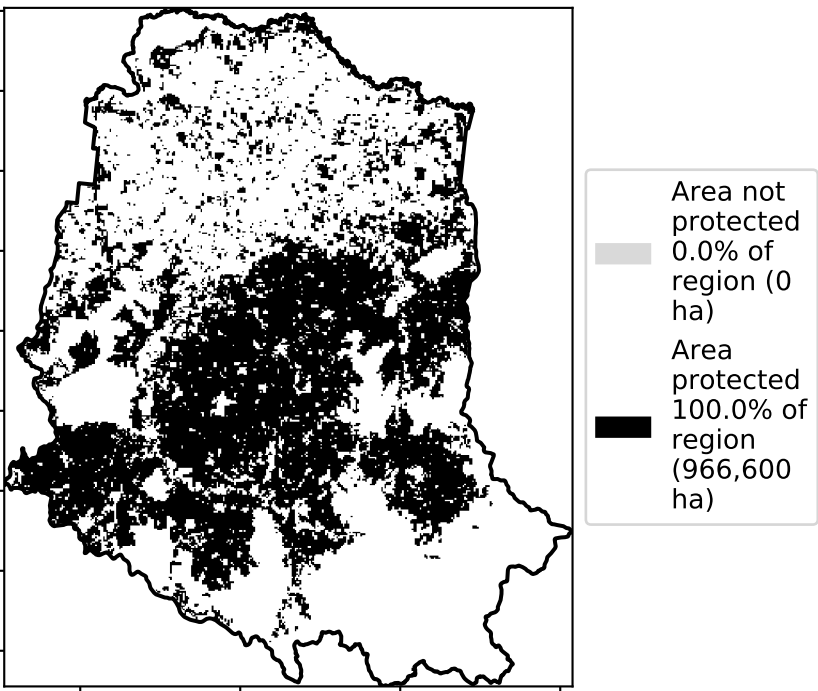 Area not
protected
0.0% of
region (0
ha)
Area
protected
100.0% of
region
(966,600
ha)